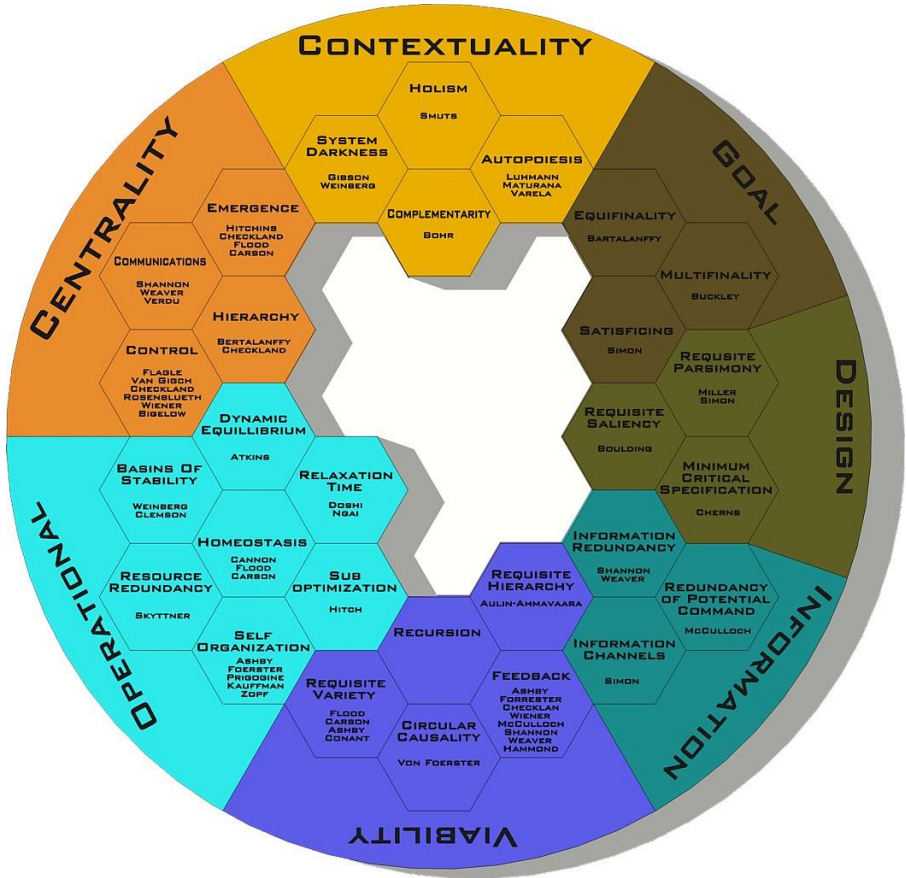 CONTEXTUALITY
HOLISM
SMUTS
SYSTEM
DARKNESS
GIBSON
WEINBERG
AUTOPOIESIS
LUHMANN
MATURANA
VARELA
COMPLEMENTARITY
BOHR
GOAL
EQUIFINALITY
BARTALANFFY
MULTIFINALITY
BUCKLEY
SATISFICING
SIMON
DESIGN
REQUSITE
PARSIMONY
MILLER
SIMON
REQUISITE
SALIENCY
BOULDING
MINIMUM
CRITICAL
SPECIFICATION
CHERNS
INFORMATION
INFORMATION
REDUNDANCY
SHANNON
WEAVER
REDUNDANCY
OF POTENTIAL
COMMAND
MCCULLOCH
INFORMATION
CHANNELS
SIMON
VIABILITY
REQUISITE
HIERARCHY
AULIN-AHMAVAARA
RECURSION
FEEDBACK
ASHBY
FORRESTER
CHECKLAN
WIENER
MCCULLOCH
SHANNON
WEAVER
HAMMOND
REQUISITE
VARIETY
FLOOD
CARSON
ASHBY
CONANT
CIRCULAR
CAUSALITY
VON FOERSTER
OPERATIONAL
DYNAMIC
EQUILLIBRIUM
ATKINS
BASINS OF
STABILITY
WEINBERG
CLEMSON
RELAXATION
TIME
DOSHI
NGAI
HOMEOSTASIS
CANNON
FLOOD
CARSON
RESOURCE
REDUNDANCY
SKYTTNER
SUB
OPTIMIZATION
HITCH
SELF
ORGANIZATION
ASHBY
FOERSTER
PRIGOGINE
KAUFFMAN
ZOPF
CENTRALITY
EMERGENCE
HITCHINS
CHECKLAND
FLOOD
CARSON
COMMUNICATIONS
SHANNON
WEAVER
VERDU
HIERARCHY
BERTALANFFY
CHECKLAND
CONTROL
FLAGLE
VAN GIGCH
CHECKLAND
ROSENBLUETH
WIENER
BIGELOW